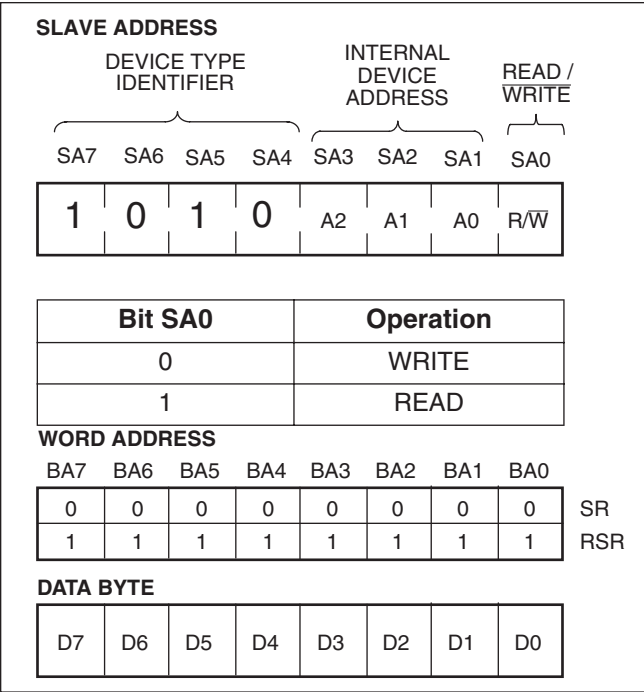 SLAVE ADDRESS
DEVICE TYPE IDENTIFIER
INTERNAL DEVICE ADDRESS
READ / WRITE
SA7 SA6 SA5 SA4 SA3 SA2 SA1 SA0
1 0 1 0 A2 A1 A0 R/W̅
Bit SA0 Operation
0 WRITE
1 READ
WORD ADDRESS
BA7 BA6 BA5 BA4 BA3 BA2 BA1 BA0
0 0 0 0 0 0 0 0 SR
1 1 1 1 1 1 1 1 RSR
DATA BYTE
D7 D6 D5 D4 D3 D2 D1 D0